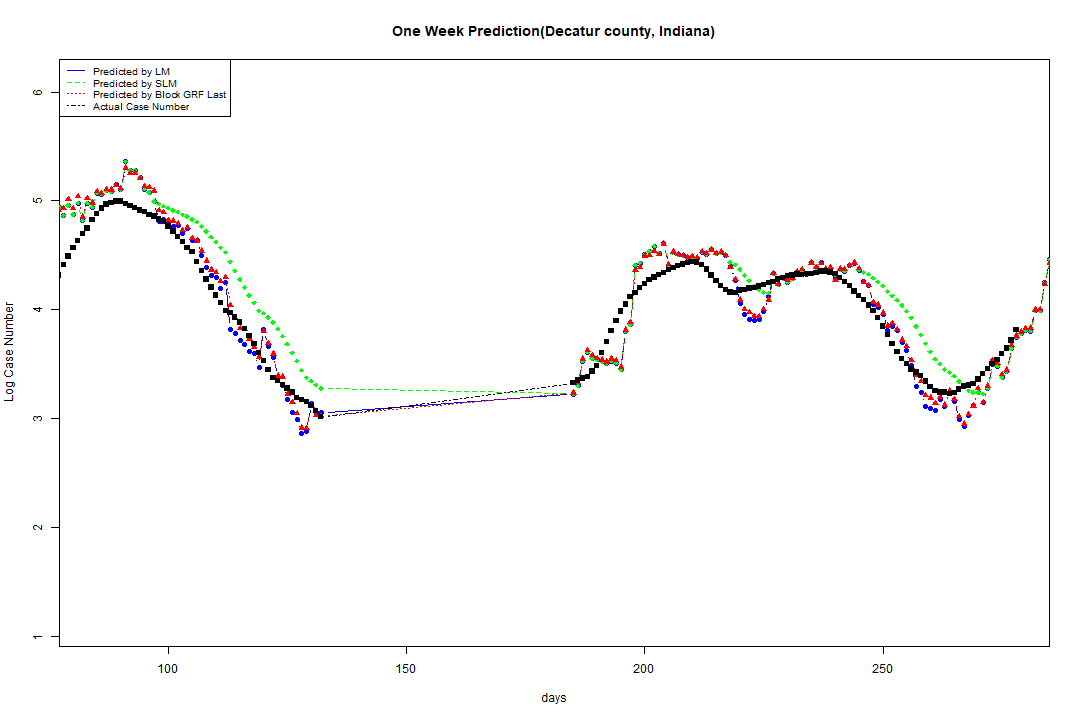 One Week Prediction(Decatur county, Indiana)
Predicted by LM
Predicted by SLM
Predicted by Block GRF Last
Actual Case Number
6
5
4
3
2
1
Log Case Number
100 150 200 250
days